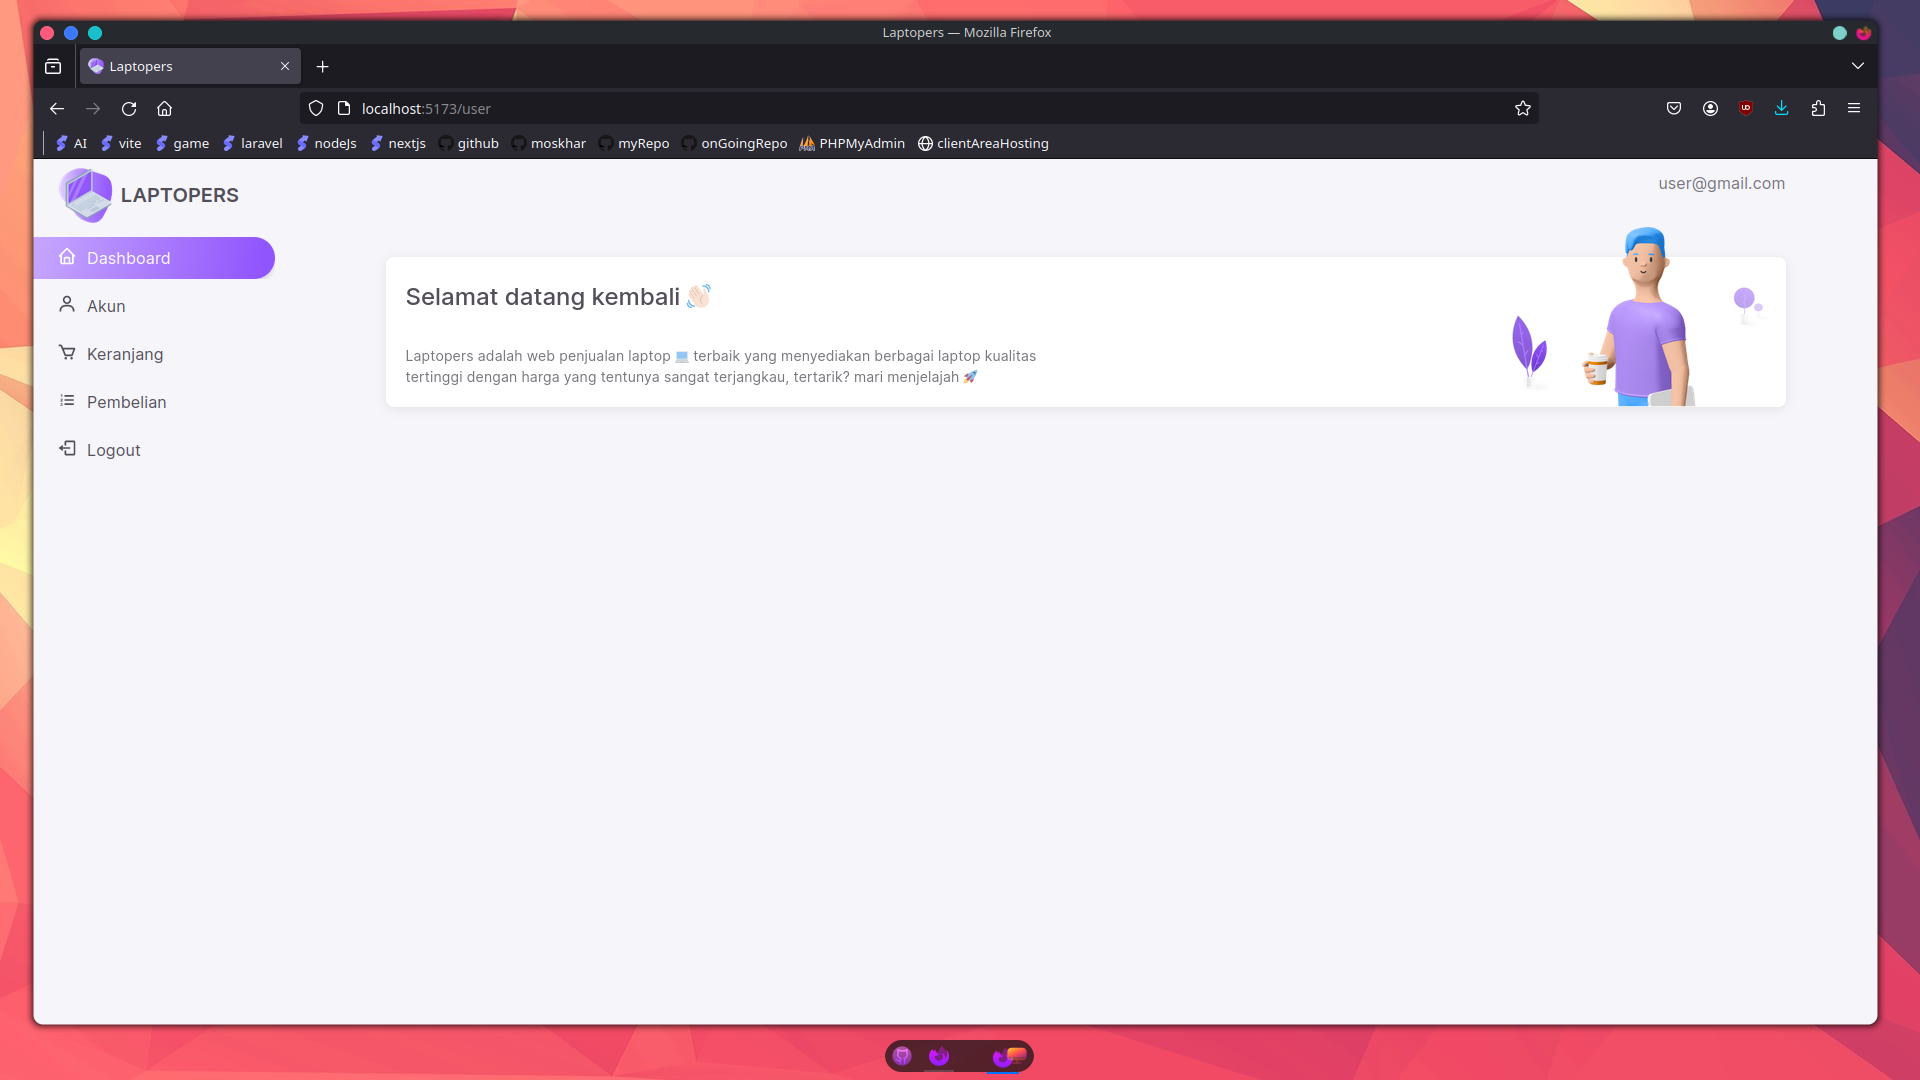 Laptopers — Mozilla Firefox
Laptopers
localhost:5173/user
AI vite game laravel nodeJs nextjs github moskhar myRepo onGoingRepo PHPMyAdmin clientAreaHosting
LAPTOPERS
user@gmail.com
Dashboard
Akun
Keranjang
Pembelian
Logout
Selamat datang kembali 👋🏻
Laptopers adalah web penjualan laptop 💻 terbaik yang menyediakan berbagai laptop kualitas
tertinggi dengan harga yang tentunya sangat terjangkau, tertarik? mari menjelajah 🚀